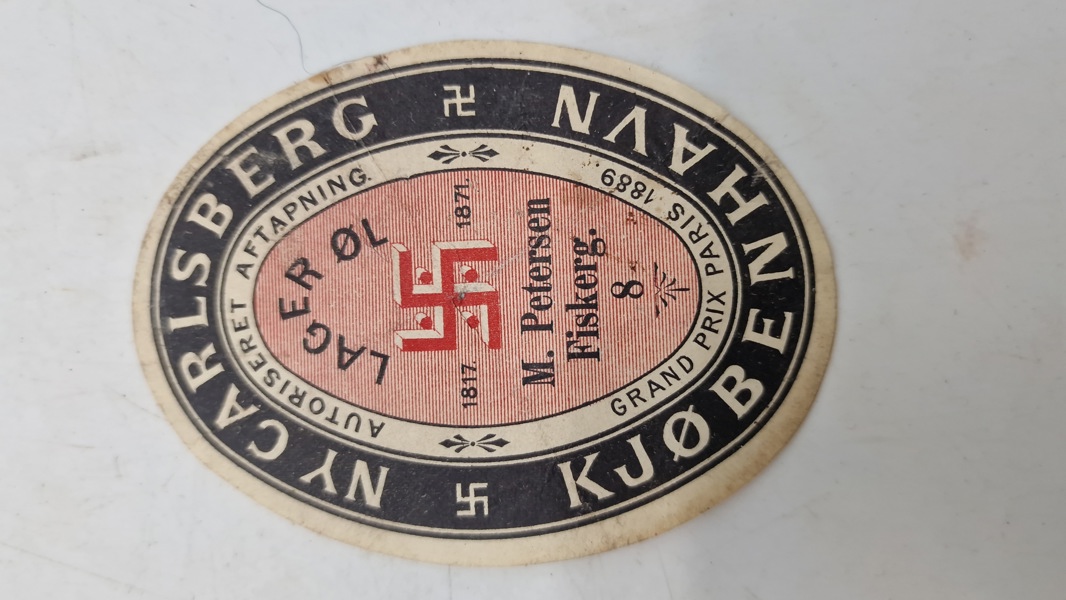 NY CARLSBERG
AUTORISERET AFTAPNING.
LAGER ØL
1817. 1871.
M. Petersen
Fiskerg.
8
GRAND PRIX PARIS 1889
KJØBENHAVN